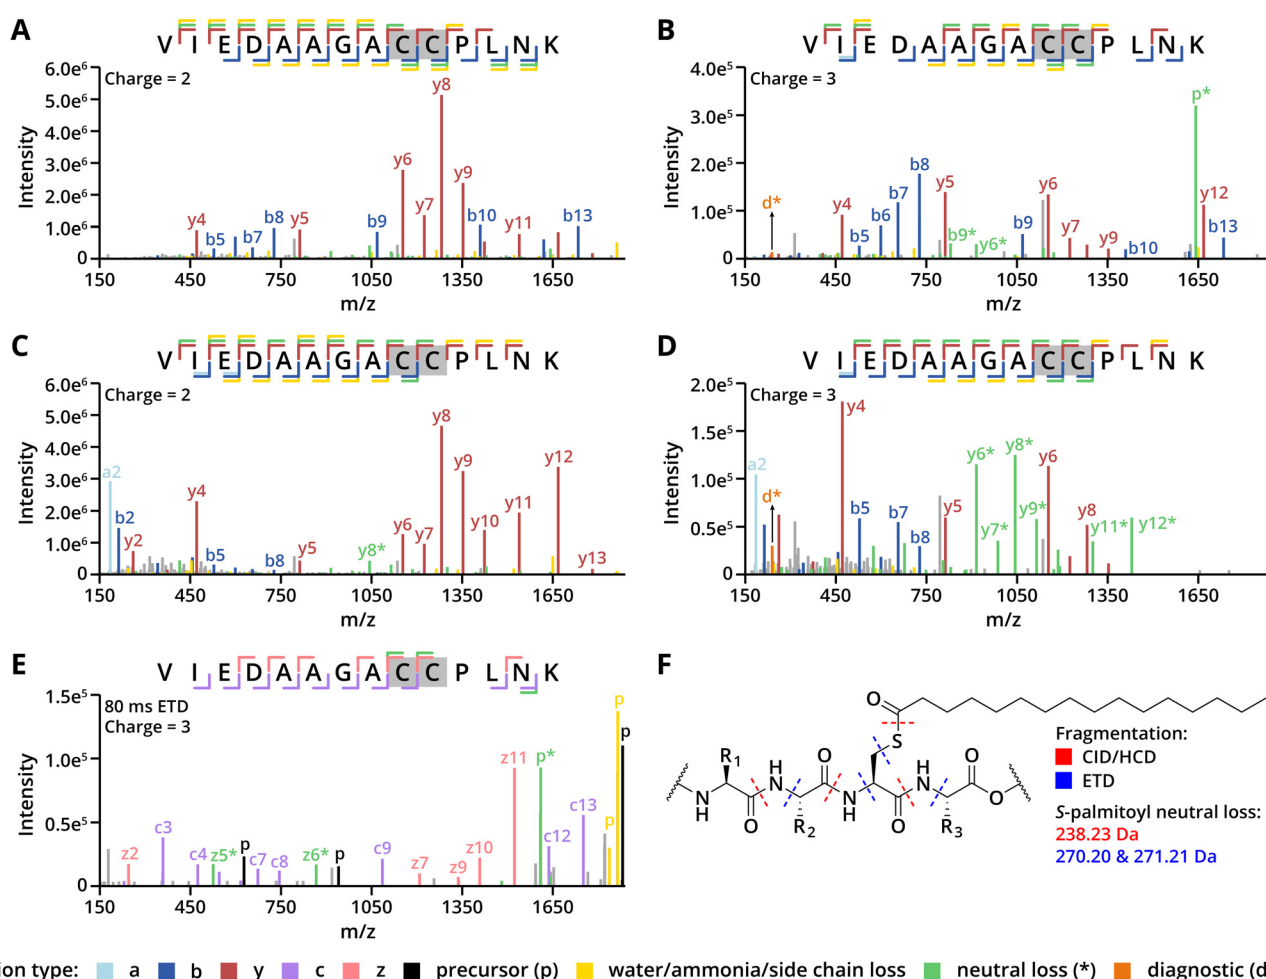 A
V I E D A A G A C C P L N K
Charge = 2
6.0e⁶
5.0e⁶
4.0e⁶
3.0e⁶
2.0e⁶
1.0e⁶
0
Intensity
y4
b5
b7
b8
y5
b9
y6
y7
y8
y9
b10
y11
b13
150 450 750 1050 1350 1650
m/z
B
V I E D A A G A C C P L N K
Charge = 3
4.0e⁵
3.0e⁵
2.0e⁵
1.0e⁵
0
Intensity
d*
y4
b5
b6
b7
b8
y5
b9*
y6*
b9
y6
y7
y9
b10
p*
y12
b13
150 450 750 1050 1350 1650
m/z
C
V I E D A A G A C C P L N K
Charge = 2
6.0e⁶
5.0e⁶
4.0e⁶
3.0e⁶
2.0e⁶
1.0e⁶
0
Intensity
a2
b2
y2
y4
b5
b8
y5
y8*
y6
y7
y8
y9
y10
y11
y12
y13
150 450 750 1050 1350 1650
m/z
D
V I E D A A G A C C P L N K
Charge = 3
2.0e⁵
1.5e⁵
1.0e⁵
0.5e⁵
0
Intensity
a2
d*
y4
b5
b7
b8
y5
y6*
y7*
y8*
y9*
y6
y8
y11*
y12*
150 450 750 1050 1350 1650
m/z
E
V I E D A A G A C C P L N K
80 ms ETD
Charge = 3
1.5e⁵
1.0e⁵
0.5e⁵
0
Intensity
z2
c3
c4
z5*
p
c7
c8
z6*
p
c9
z7
z9
z10
z11
p*
c12
c13
p
p
p
150 450 750 1050 1350 1650
m/z
F
O
S
R1
H
N
O
H
N
O
N
H
O
R2
N
H
O
R3
O
Fragmentation:
CID/HCD
ETD
S-palmitoyl neutral loss:
238.23 Da
270.20 & 271.21 Da
ion type: a b y c z precursor (p) water/ammonia/side chain loss neutral loss (*) diagnostic (d